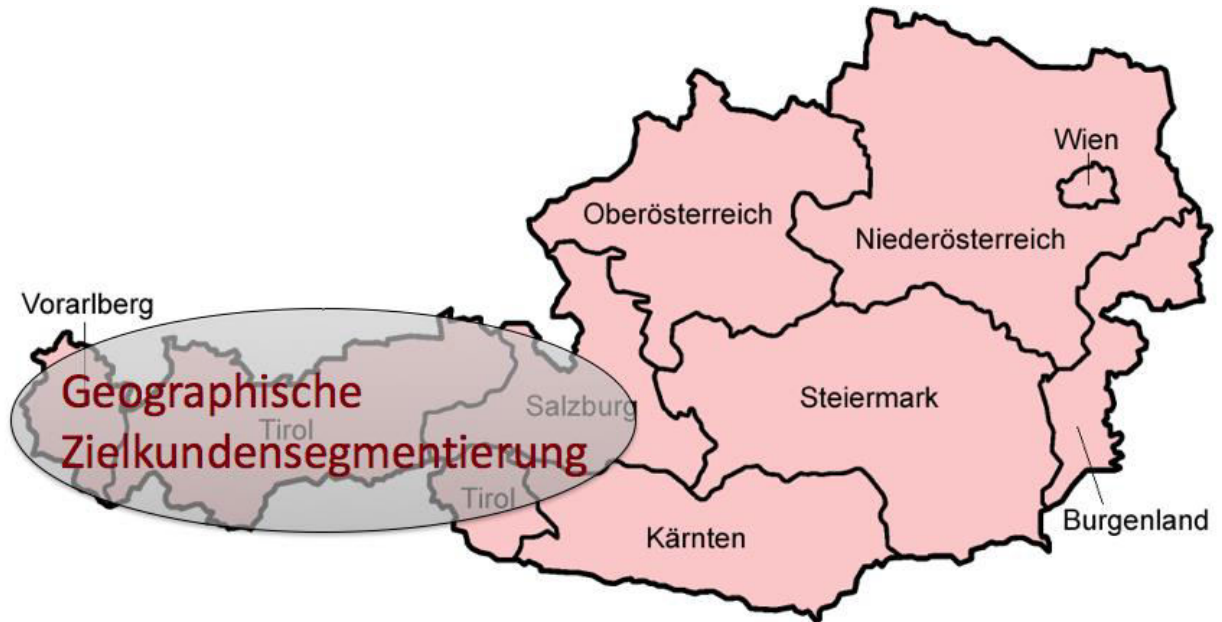 Wien
Oberösterreich
Niederösterreich
Vorarlberg
Geographische
Zielkundensegmentierung
Tirol
Salzburg
Steiermark
Tirol
Burgenland
Kärnten